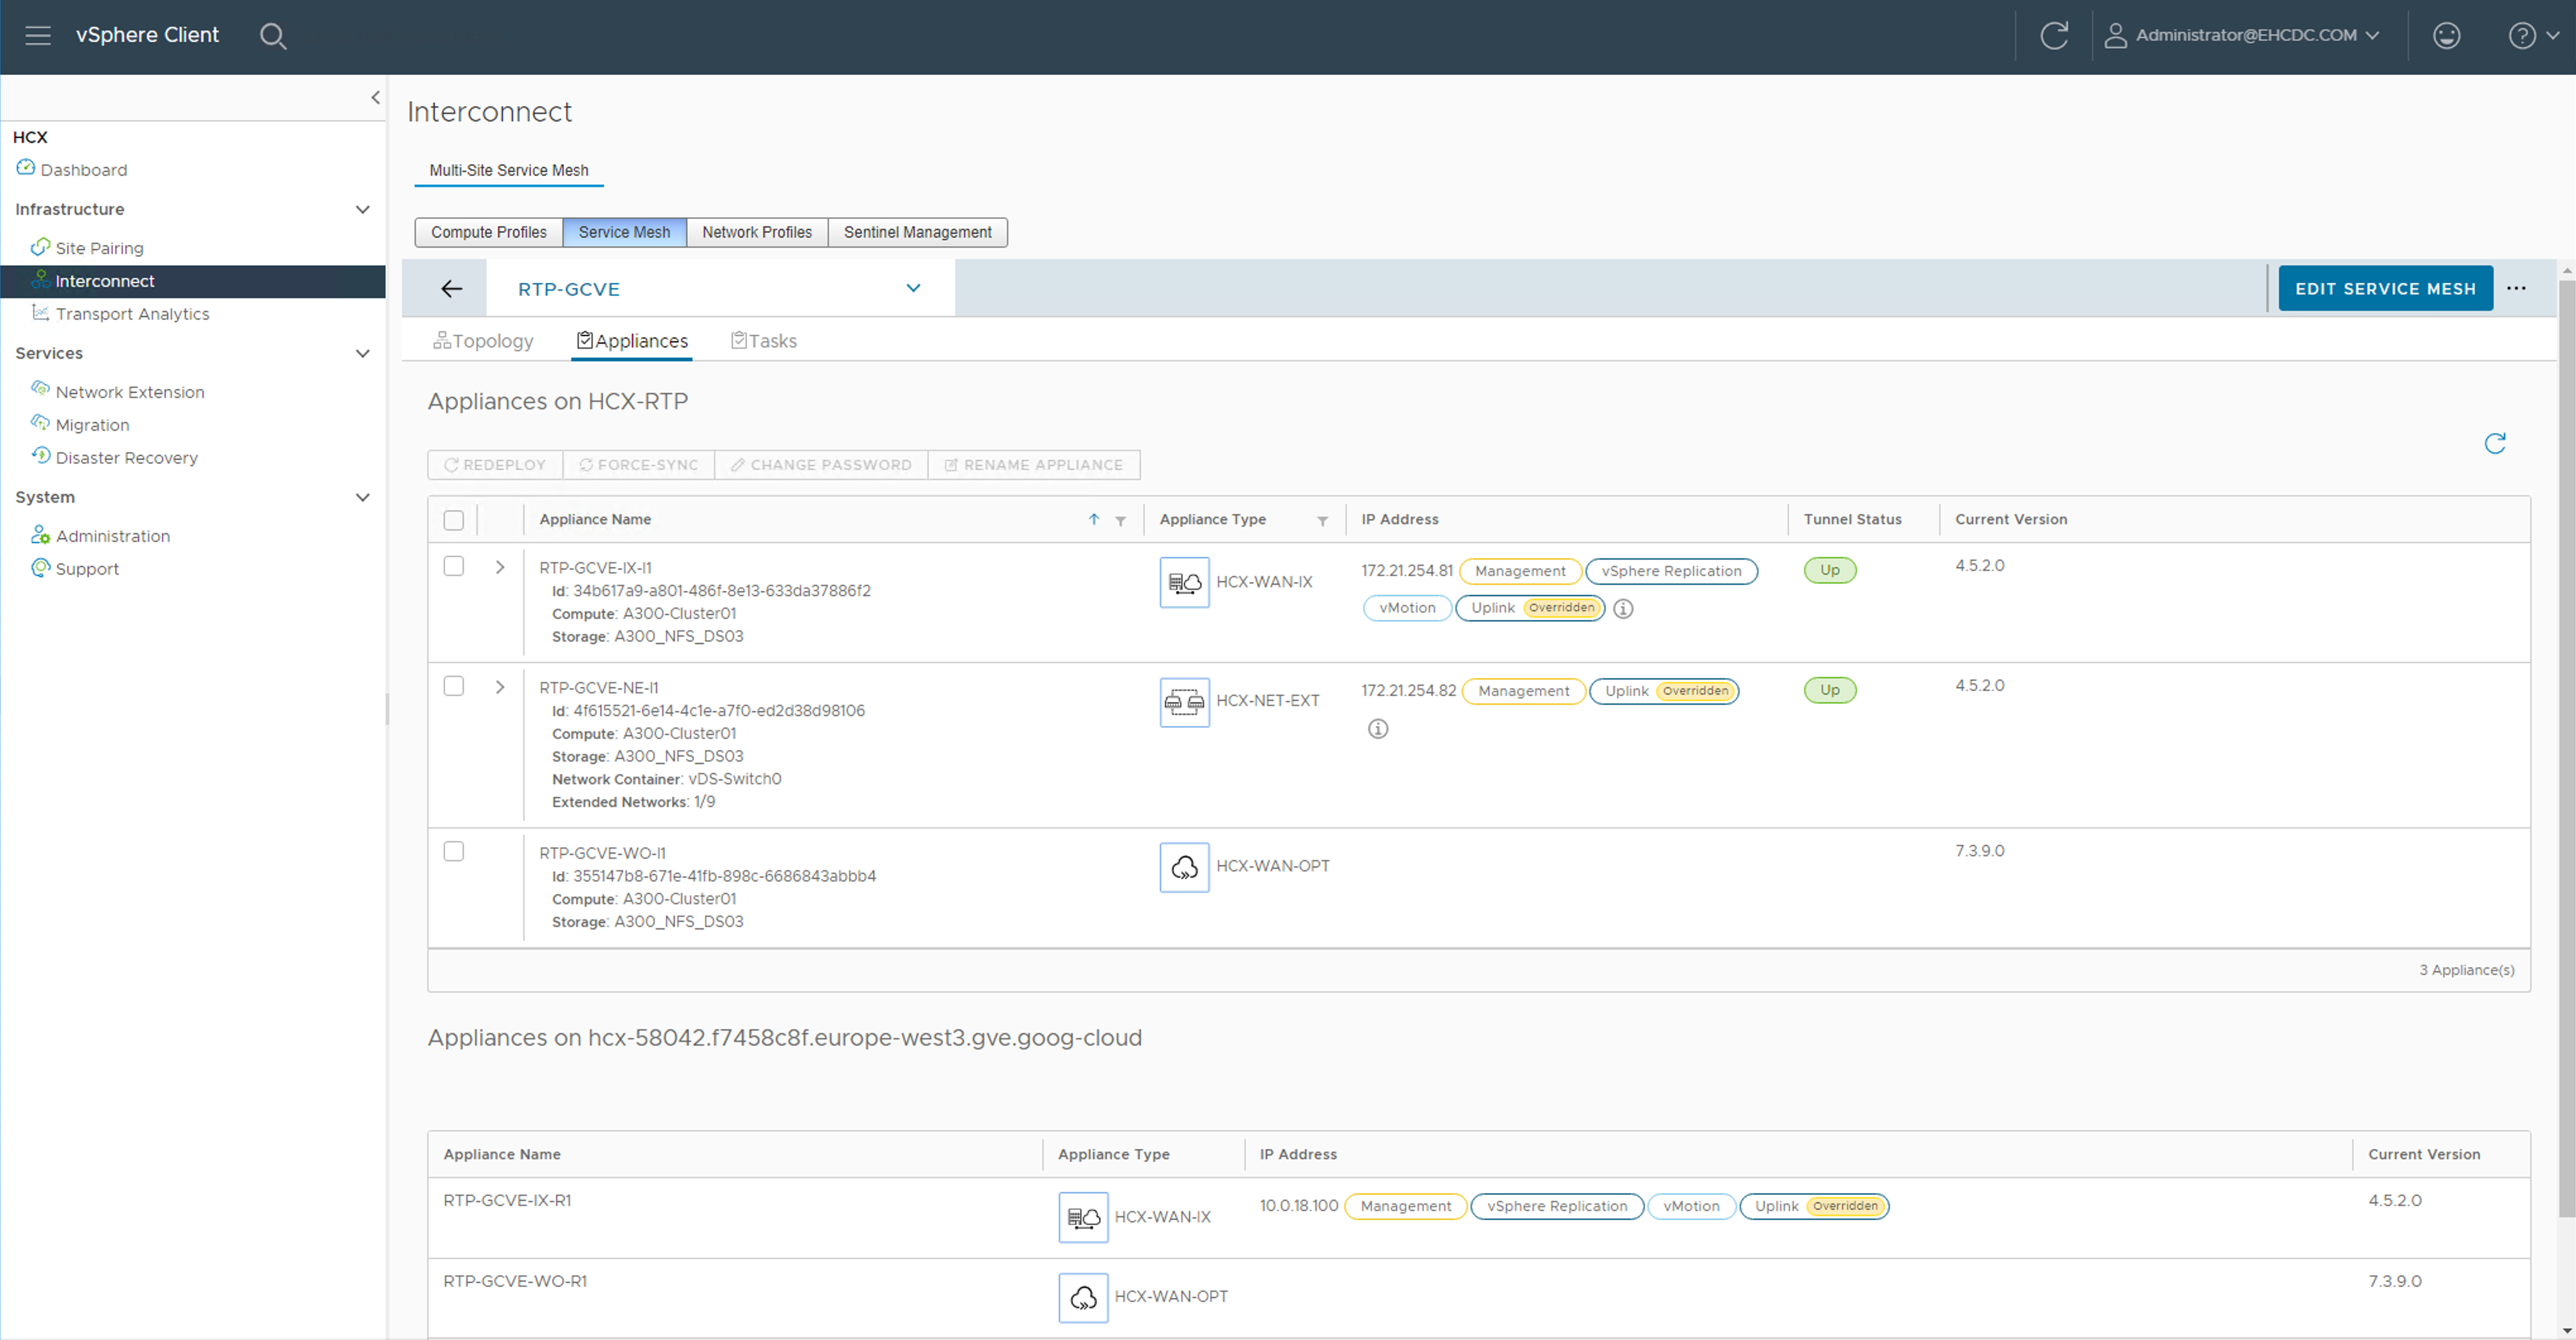 vSphere Client
Administrator@EHCDC.COM
HCX
Dashboard
Infrastructure
Site Pairing
Interconnect
Transport Analytics
Services
Network Extension
Migration
Disaster Recovery
System
Administration
Support
Interconnect
Multi-Site Service Mesh
Compute Profiles Service Mesh Network Profiles Sentinel Management
RTP-GCVE
EDIT SERVICE MESH
Topology Appliances Tasks
Appliances on HCX-RTP
REDEPLOY FORCE-SYNC CHANGE PASSWORD RENAME APPLIANCE
Appliance Name Appliance Type IP Address Tunnel Status Current Version
RTP-GCVE-IX-I1
Id: 34b617a9-a801-486f-8e13-633da37886f2
Compute: A300-Cluster01
Storage: A300_NFS_DS03
HCX-WAN-IX
172.21.254.81 Management vSphere Replication
vMotion Uplink Overridden
Up
4.5.2.0
RTP-GCVE-NE-I1
Id: 4f615521-6e14-4c1e-a7f0-ed2d38d98106
Compute: A300-Cluster01
Storage: A300_NFS_DS03
Network Container: vDS-Switch0
Extended Networks: 1/9
HCX-NET-EXT
172.21.254.82 Management Uplink Overridden
Up
4.5.2.0
RTP-GCVE-WO-I1
Id: 355147b8-671e-41fb-898c-6686843abbb4
Compute: A300-Cluster01
Storage: A300_NFS_DS03
HCX-WAN-OPT
7.3.9.0
3 Appliance(s)
Appliances on hcx-58042.f7458c8f.europe-west3.gve.goog-cloud
Appliance Name Appliance Type IP Address Current Version
RTP-GCVE-IX-R1
HCX-WAN-IX
10.0.18.100 Management vSphere Replication vMotion Uplink Overridden
4.5.2.0
RTP-GCVE-WO-R1
HCX-WAN-OPT
7.3.9.0